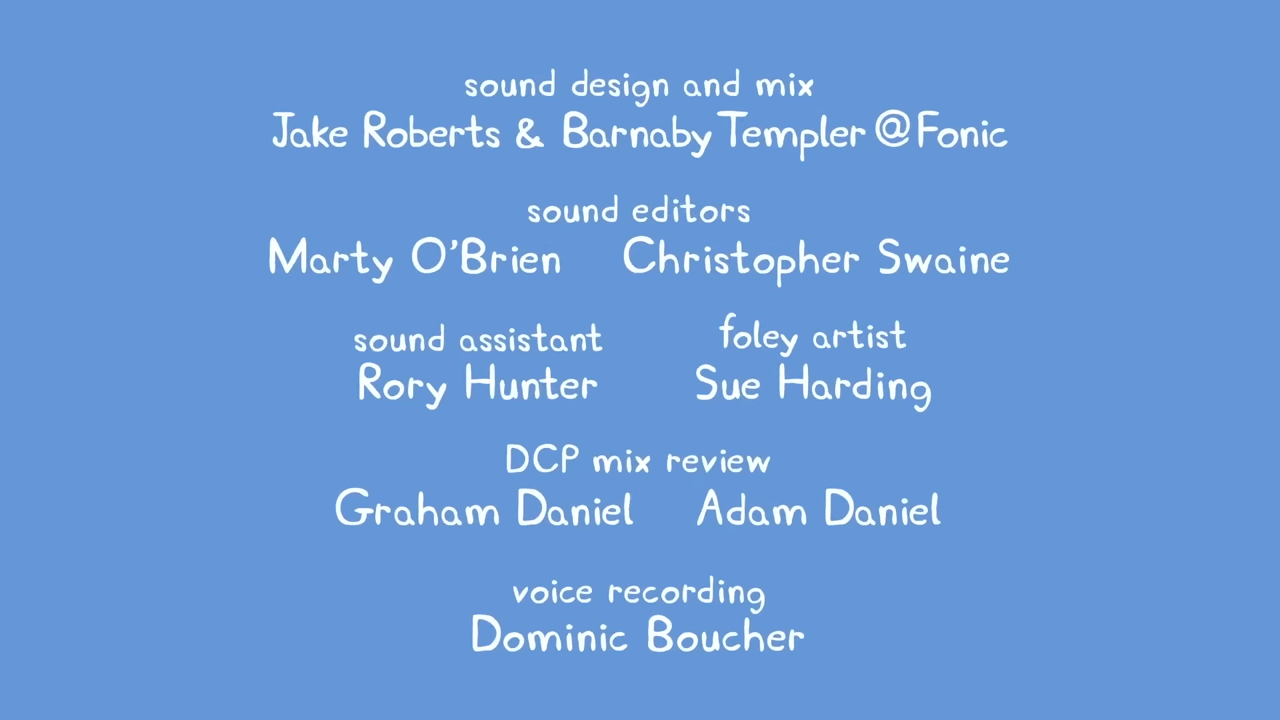 sound design and mix
Jake Roberts & Barnaby Templer @Fonic
sound editors
Marty O'Brien Christopher Swaine
sound assistant foley artist
Rory Hunter Sue Harding
DCP mix review
Graham Daniel Adam Daniel
voice recording
Dominic Boucher